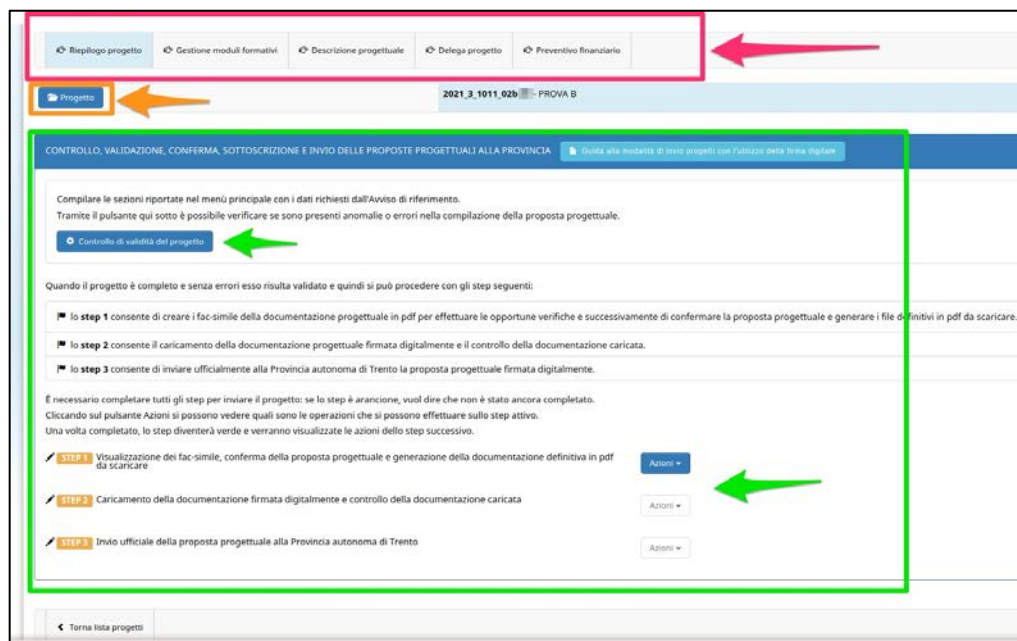 Riepilogo progetto Gestione moduli formativi Descrizione progettuale Delega progetto Preventivo finanziario
Progetto 2021_3_1011_02b - PROVA B
CONTROLLO, VALIDAZIONE, CONFERMA, SOTTOSCRIZIONE E INVIO DELLE PROPOSTE PROGETTUALI ALLA PROVINCIA Guida alla modalità di invio progetti con l'utilizzo della firma digitale
Compilare le sezioni riportate nel menù principale con i dati richiesti dall'Avviso di riferimento.
Tramite il pulsante qui sotto è possibile verificare se sono presenti anomalie o errori nella compilazione della proposta progettuale.
Controllo di validità del progetto
Quando il progetto è completo e senza errori esso risulta validato e quindi si può procedere con gli step seguenti:
lo step 1 consente di creare i fac-simile della documentazione progettuale in pdf per effettuare le opportune verifiche e successivamente di confermare la proposta progettuale e generare i file definitivi in pdf da scaricare.
lo step 2 consente il caricamento della documentazione progettuale firmata digitalmente e il controllo della documentazione caricata.
lo step 3 consente di inviare ufficialmente alla Provincia autonoma di Trento la proposta progettuale firmata digitalmente.
È necessario completare tutti gli step per inviare il progetto: se lo step è arancione, vuol dire che non è stato ancora completato.
Cliccando sul pulsante Azioni si possono vedere quali sono le operazioni che si possono effettuare sullo step attivo.
Una volta completato, lo step diventerà verde e verranno visualizzate le azioni dello step successivo.
STEP 1 Visualizzazione dei fac-simile, conferma della proposta progettuale e generazione della documentazione definitiva in pdf
da scaricare
Azioni
STEP 2 Caricamento della documentazione firmata digitalmente e controllo della documentazione caricata
Azioni
STEP 3 Invio ufficiale della proposta progettuale alla Provincia autonoma di Trento
Azioni
Torna lista progetti